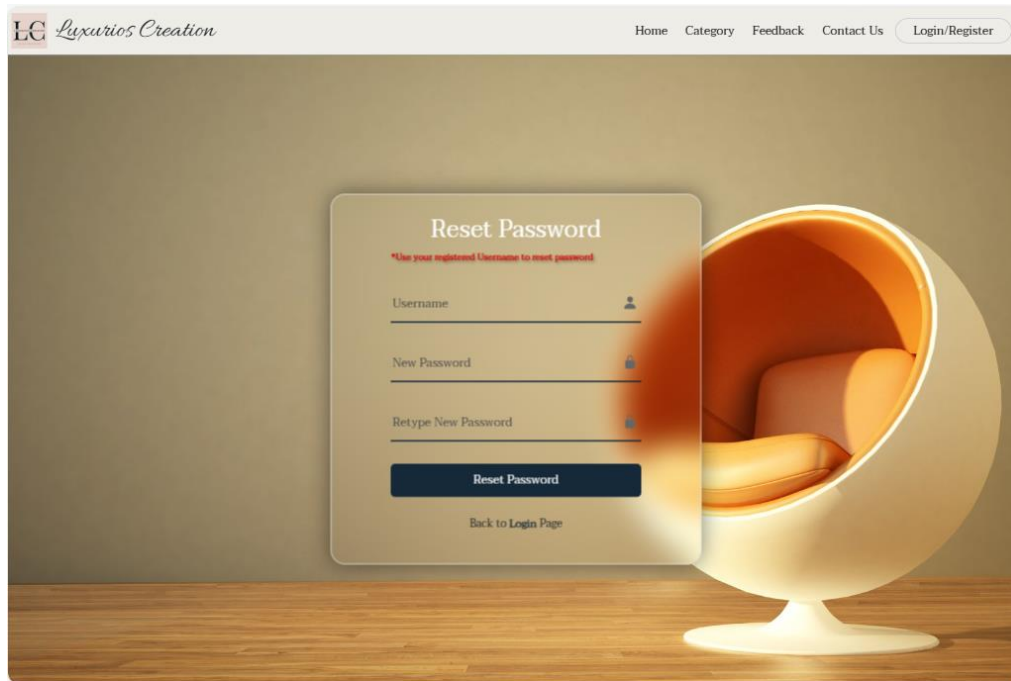 LC Luxurios Creation
Home Category Feedback Contact Us Login/Register
Reset Password
*Use your registered Username to reset password
Username
New Password
Retype New Password
Reset Password
Back to Login Page